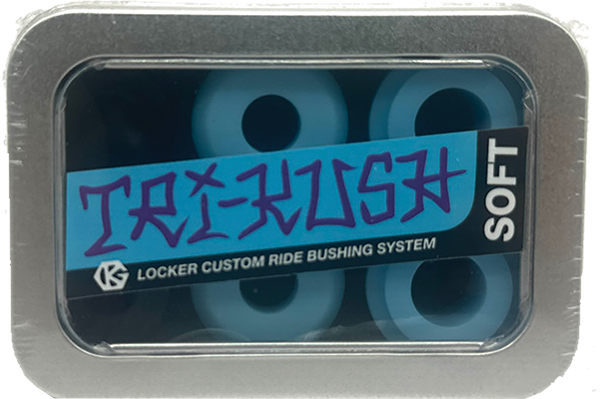 TRi-KUSH
SOFT
LOCKER CUSTOM RIDE BUSHING SYSTEM